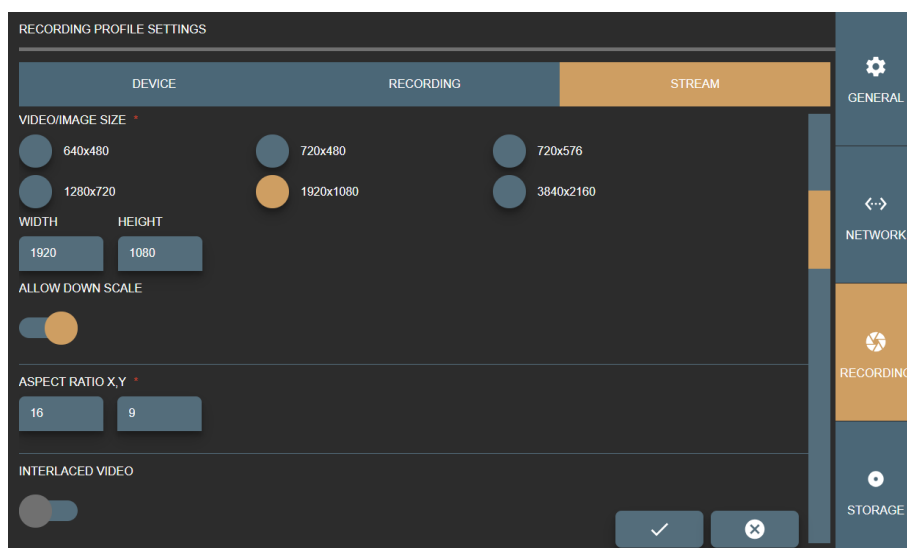 RECORDING PROFILE SETTINGS
DEVICE RECORDING STREAM
VIDEO/IMAGE SIZE *
640x480 720x480 720x576
1280x720 1920x1080 3840x2160
WIDTH HEIGHT
1920 1080
ALLOW DOWN SCALE
ASPECT RATIO X,Y *
16 9
INTERLACED VIDEO
GENERAL
NETWORK
RECORDING
STORAGE